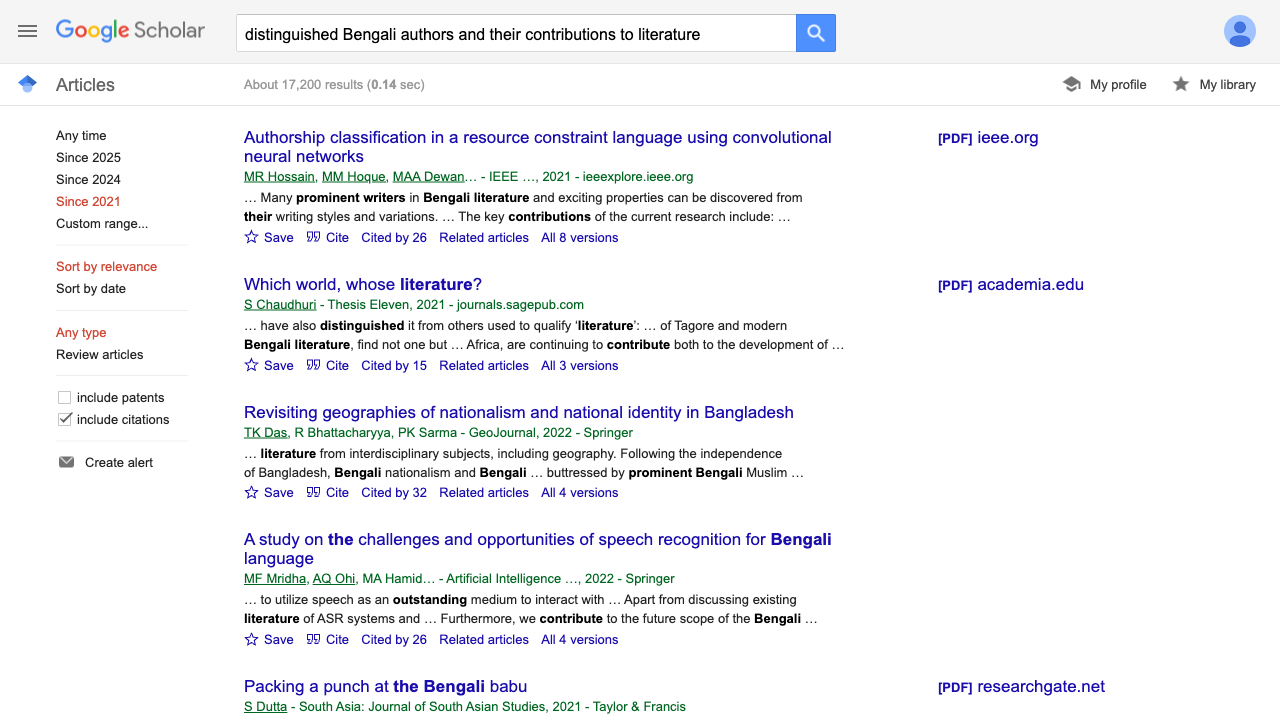 Google Scholar
distinguished Bengali authors and their contributions to literature
Articles
About 17,200 results (0.14 sec)
My profile
My library
Any time
Since 2025
Since 2024
Since 2021
Custom range...
Sort by relevance
Sort by date
Any type
Review articles
include patents
include citations
Create alert
Authorship classification in a resource constraint language using convolutional
neural networks
[PDF] ieee.org
MR Hossain, MM Hoque, MAA Dewan… - IEEE …, 2021 - ieeexplore.ieee.org
… Many prominent writers in Bengali literature and exciting properties can be discovered from
their writing styles and variations. … The key contributions of the current research include: …
Save Cite Cited by 26 Related articles All 8 versions
Which world, whose literature?
[PDF] academia.edu
S Chaudhuri - Thesis Eleven, 2021 - journals.sagepub.com
… have also distinguished it from others used to qualify ‘literature’: … of Tagore and modern
Bengali literature, find not one but … Africa, are continuing to contribute both to the development of …
Save Cite Cited by 15 Related articles All 3 versions
Revisiting geographies of nationalism and national identity in Bangladesh
TK Das, R Bhattacharyya, PK Sarma - GeoJournal, 2022 - Springer
… literature from interdisciplinary subjects, including geography. Following the independence
of Bangladesh, Bengali nationalism and Bengali … buttressed by prominent Bengali Muslim …
Save Cite Cited by 32 Related articles All 4 versions
A study on the challenges and opportunities of speech recognition for Bengali
language
MF Mridha, AQ Ohi, MA Hamid… - Artificial Intelligence …, 2022 - Springer
… to utilize speech as an outstanding medium to interact with … Apart from discussing existing
literature of ASR systems and … Furthermore, we contribute to the future scope of the Bengali …
Save Cite Cited by 26 Related articles All 4 versions
Packing a punch at the Bengali babu
[PDF] researchgate.net
S Dutta - South Asia: Journal of South Asian Studies, 2021 - Taylor & Francis